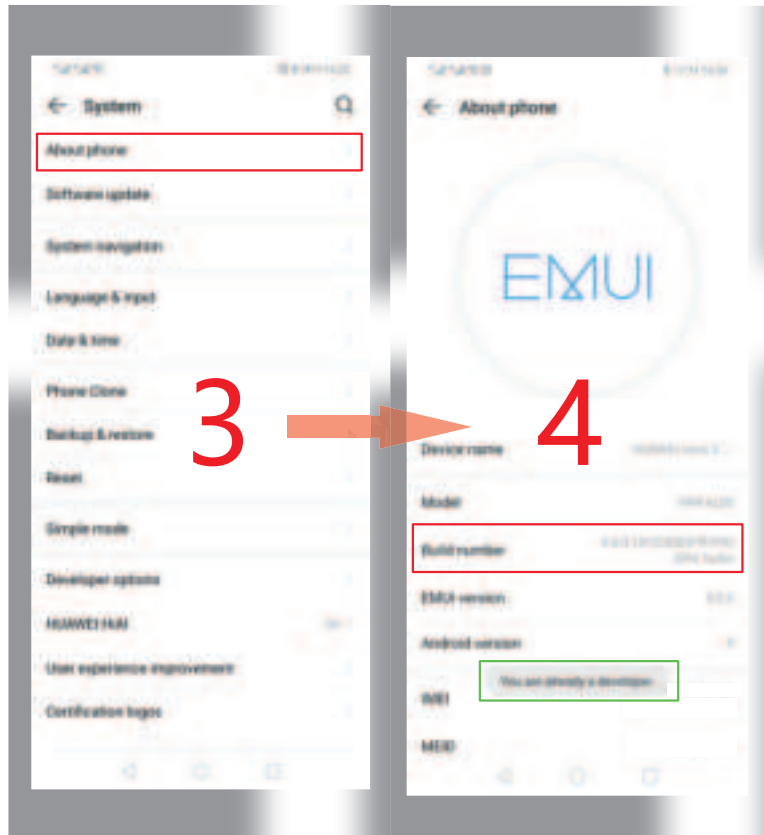 System
About phone
Software update
System navigation
Language & input
Date & time
Phone Clone
Backup & restore
Reset
Simple mode
Developer options
HUAWEI HiAI
User experience improvement
Certification logos
3
About phone
EMUI
4
Device name
Model
Build number
EMUI version
Android version
You are already a developer.
IMEI
MEID